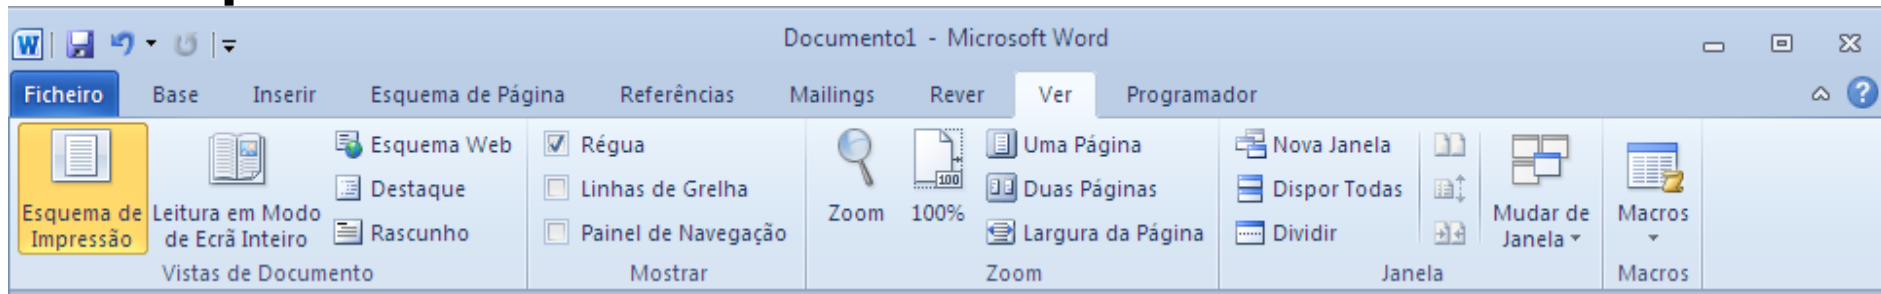 Documento1 - Microsoft Word
Ficheiro Base Inserir Esquema de Página Referências Mailings Rever Ver Programador
Esquema de Impressão
Leitura em Modo de Ecrã Inteiro
Esquema Web
Destaque
Rascunho
Vistas de Documento
Régua
Linhas de Grelha
Painel de Navegação
Mostrar
Zoom
100
100%
Uma Página
Duas Páginas
Largura da Página
Zoom
Nova Janela
Dispor Todas
Dividir
Mudar de Janela
Janela
Macros
Macros